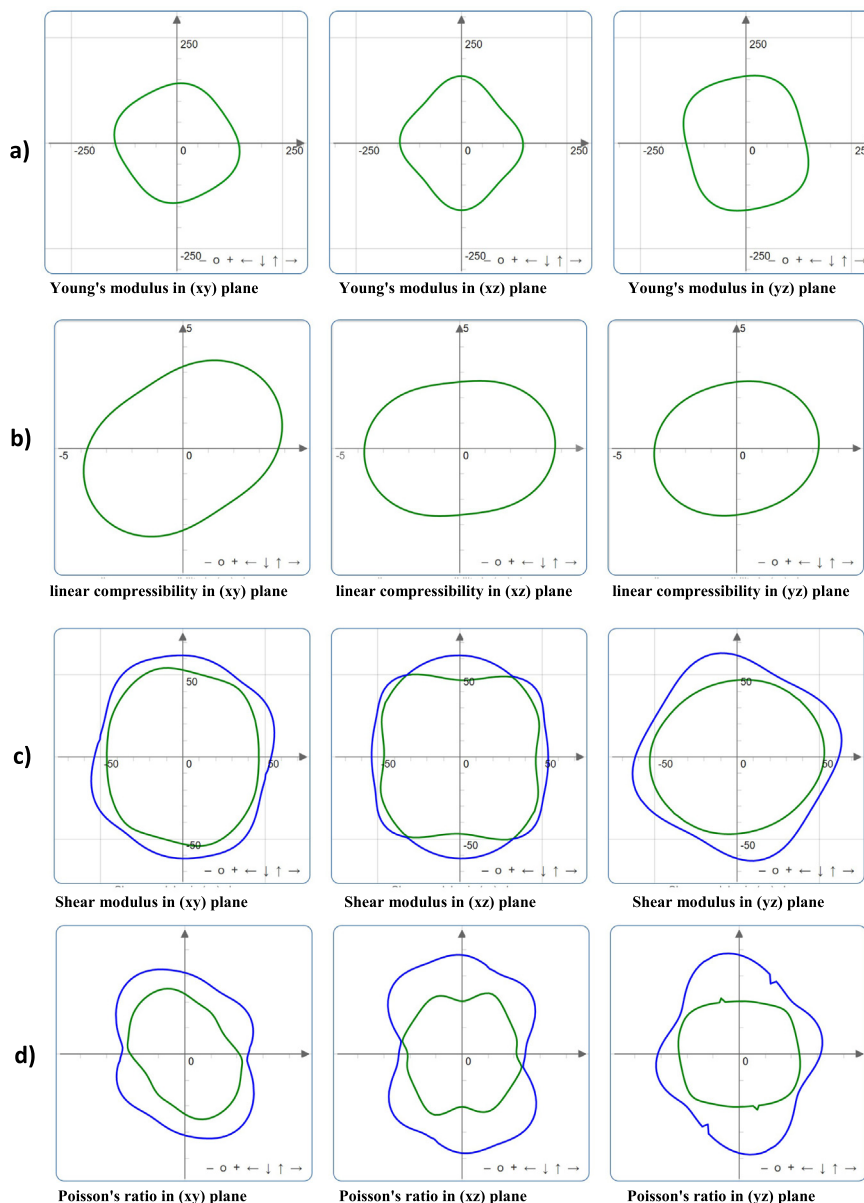 250 250 250
a)
-250 0 250 -250 0 250 -250 0 25
-250 -250 -250
– o + ← ↓ ↑ → – o + ← ↓ ↑ → – o + ← ↓ ↑ →
Young's modulus in (xy) plane Young's modulus in (xz) plane Young's modulus in (yz) plane
5 5 5
b)
-5 0 -5 0 -5 0
– o + ← ↓ ↑ → – o + ← ↓ ↑ → – o + ← ↓ ↑ →
linear compressibility in (xy) plane linear compressibility in (xz) plane linear compressibility in (yz) plane
50 50 50
c)
-50 0 50 -50 0 50 -50 0 50
-50 -50 -50
– o + ← ↓ ↑ → – o + ← ↓ ↑ → – o + ← ↓ ↑ →
Shear modulus in (xy) plane Shear modulus in (xz) plane Shear modulus in (yz) plane
d)
0 0 0
– o + ← ↓ ↑ → – o + ← ↓ ↑ → – o + ← ↓ ↑ →
Poisson's ratio in (xy) plane Poisson's ratio in (xz) plane Poisson's ratio in (yz) plane